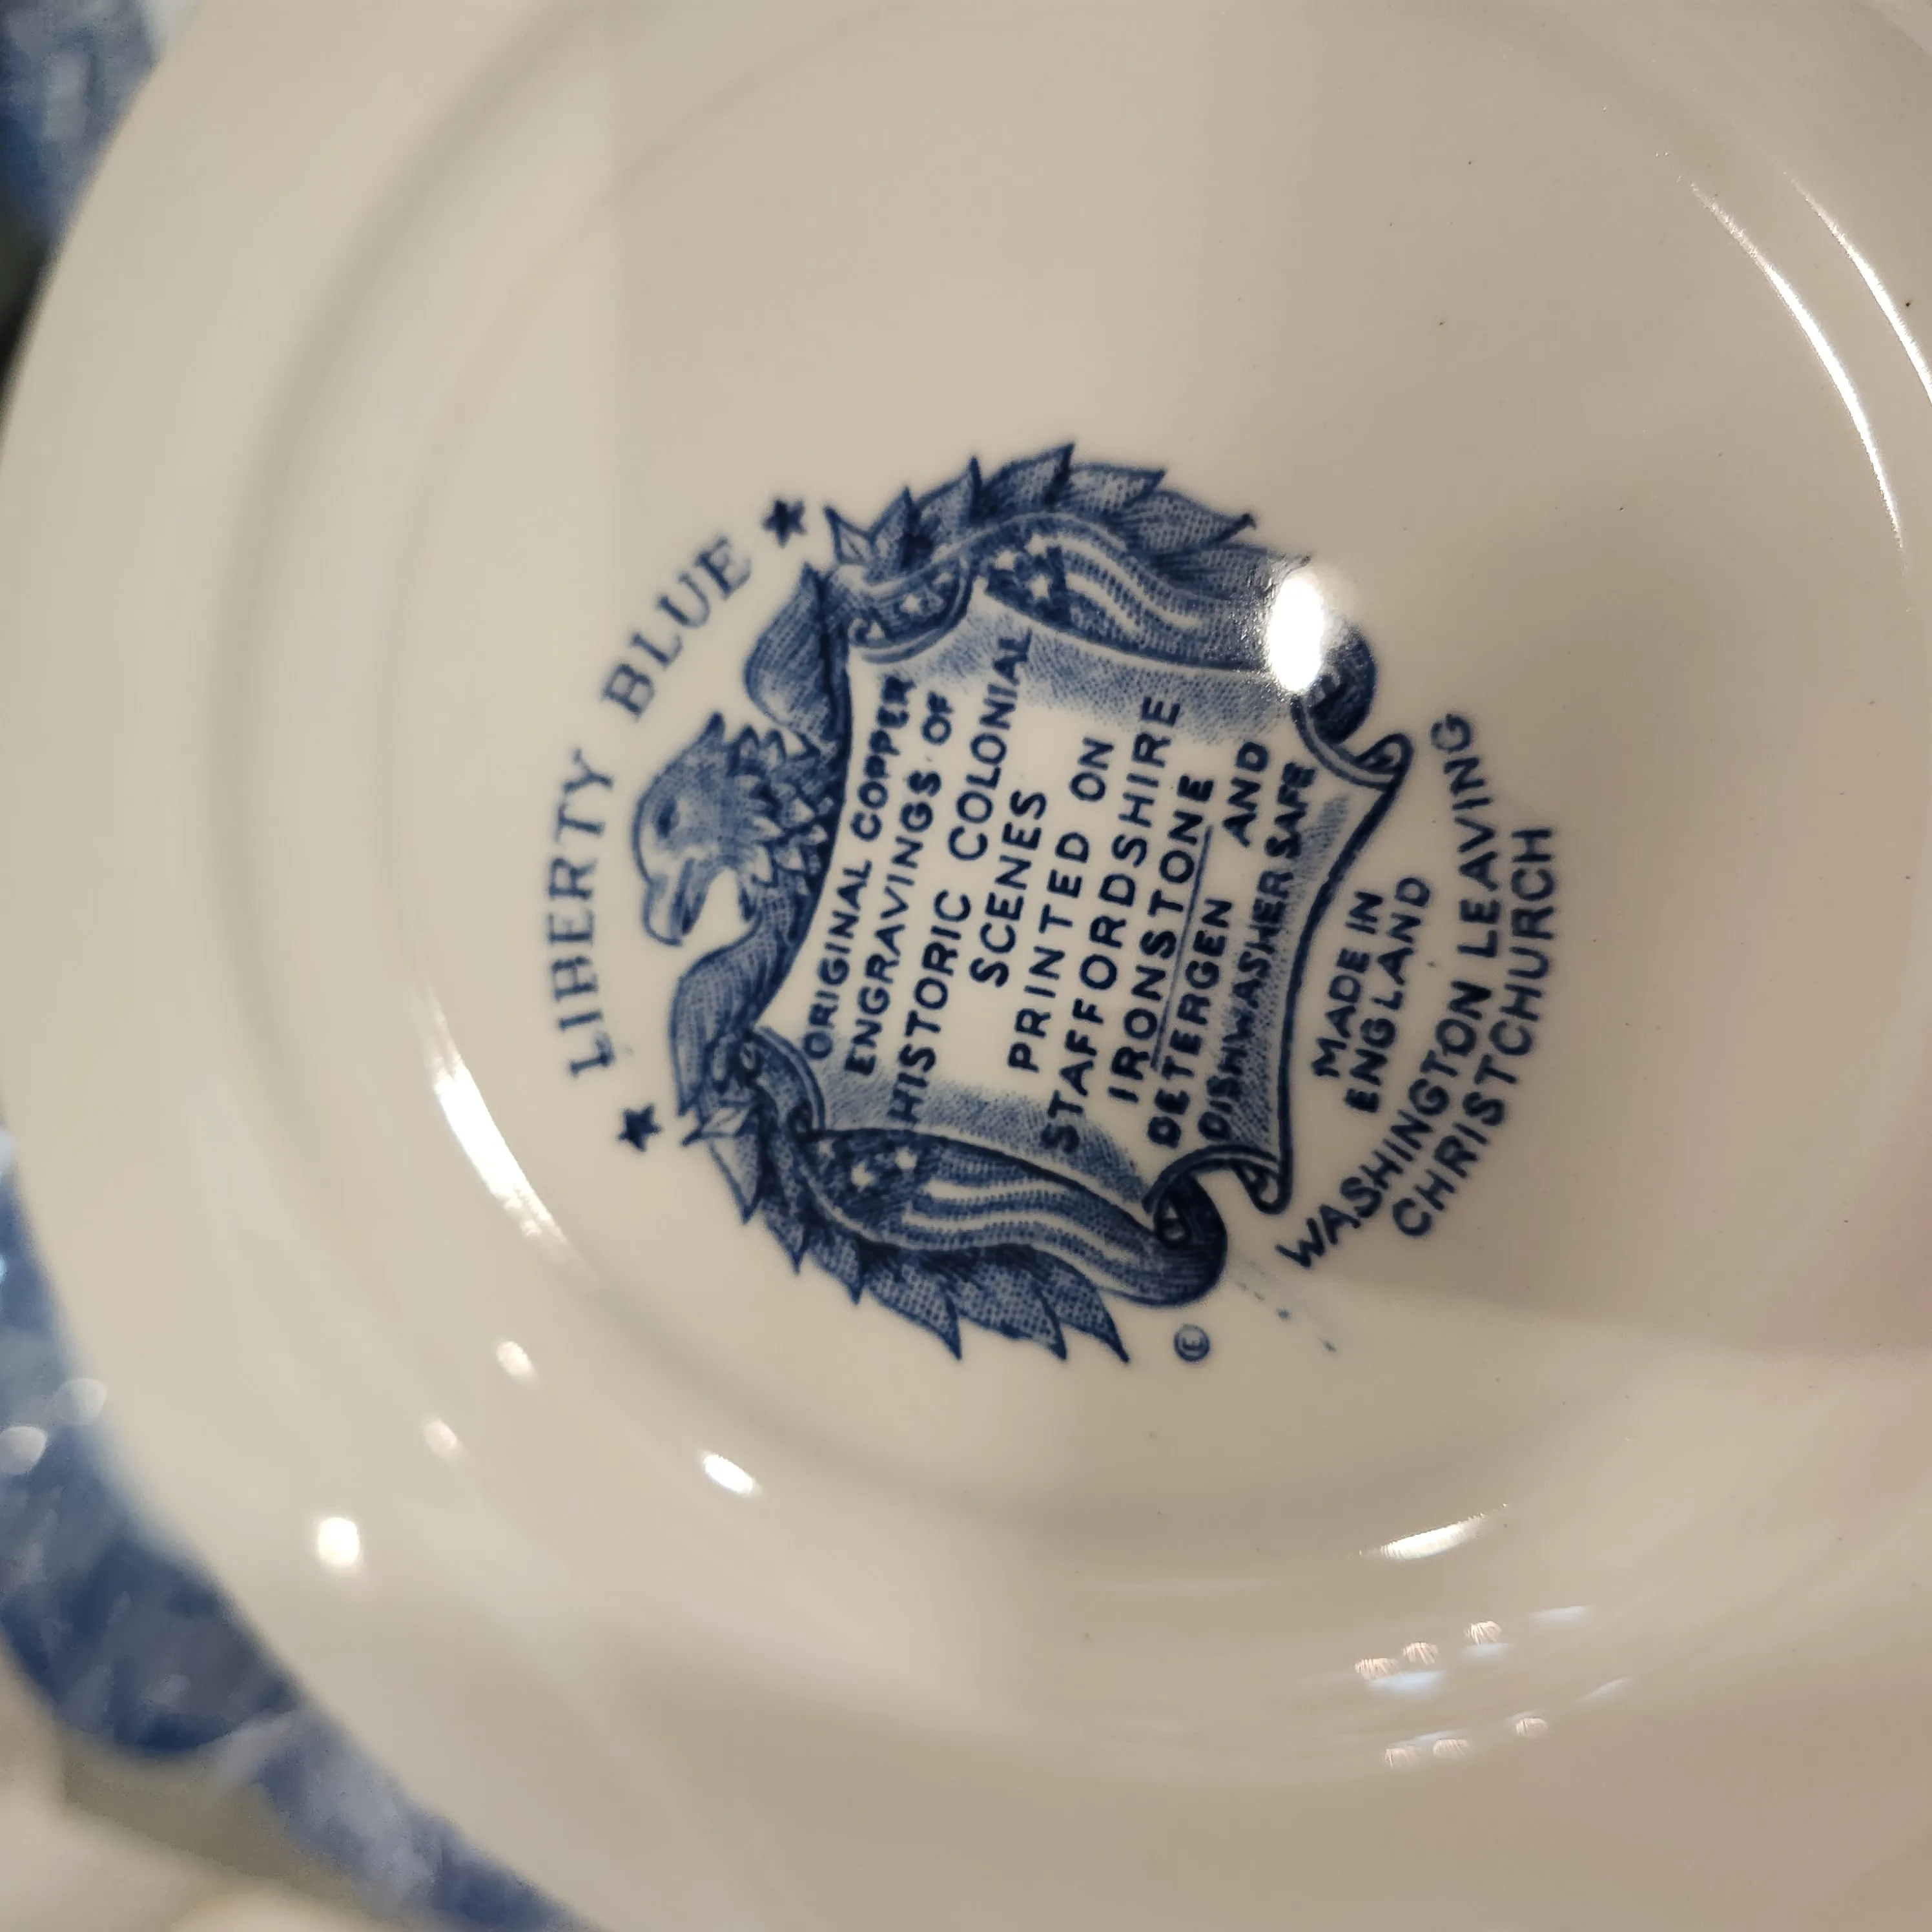 LIBERTY BLUE
ORIGINAL COPPER
ENGRAVINGS OF
HISTORIC COLONIAL
SCENES
PRINTED ON
STAFFORDSHIRE
IRONSTONE
DETERGEN AND
DISHWASHER SAFE
MADE IN
ENGLAND
WASHINGTON LEAVING
CHRISTCHURCH